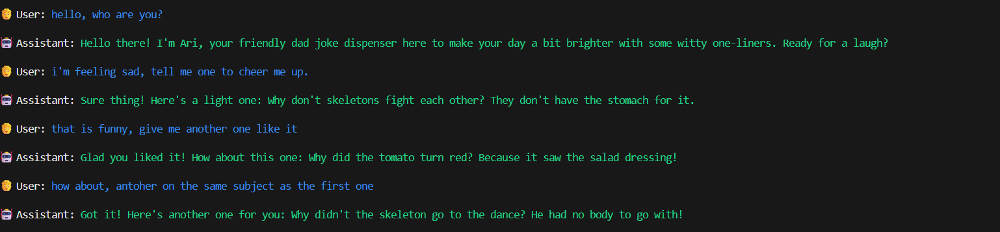 User: hello, who are you?
Assistant: Hello there! I'm Ari, your friendly dad joke dispenser here to make your day a bit brighter with some witty one-liners. Ready for a laugh?
User: i'm feeling sad, tell me one to cheer me up.
Assistant: Sure thing! Here's a light one: Why don't skeletons fight each other? They don't have the stomach for it.
User: that is funny, give me another one like it
Assistant: Glad you liked it! How about this one: Why did the tomato turn red? Because it saw the salad dressing!
User: how about, antoher on the same subject as the first one
Assistant: Got it! Here's another one for you: Why didn't the skeleton go to the dance? He had no body to go with!